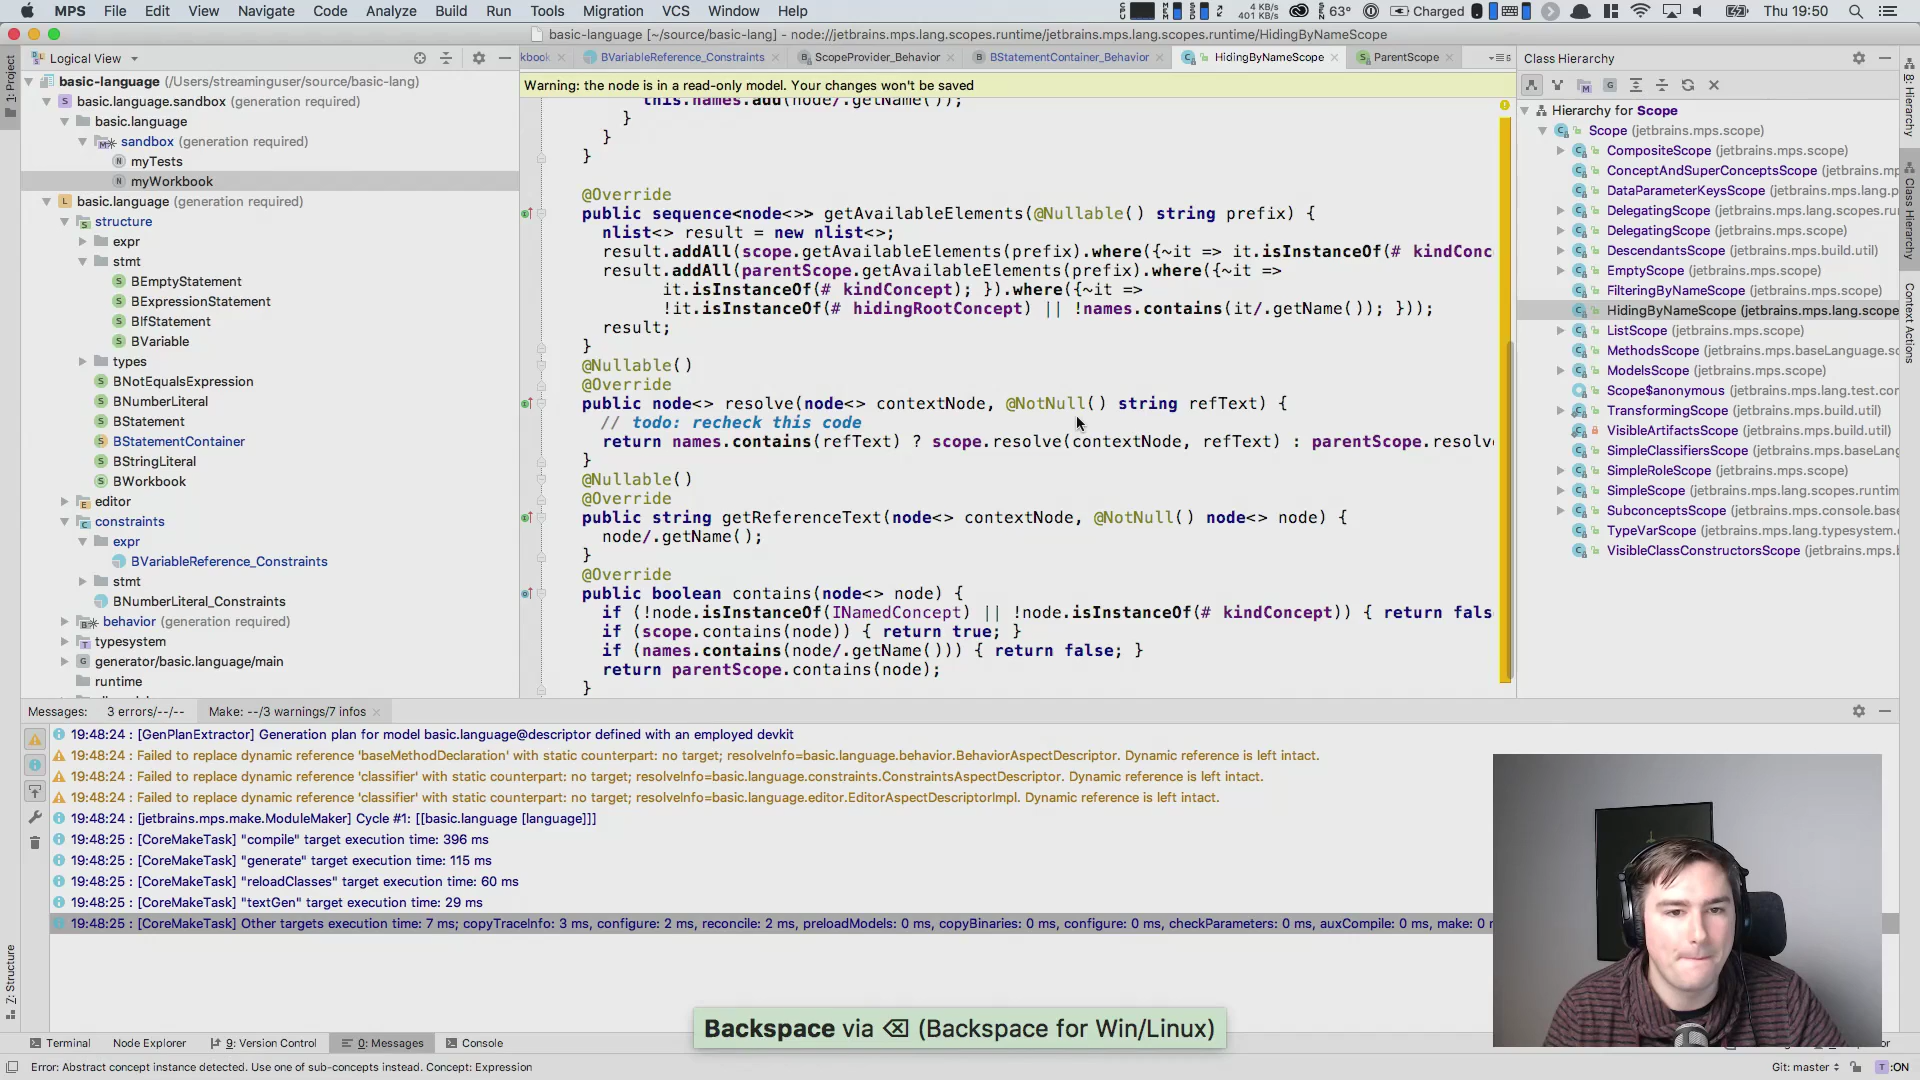 MPS File Edit View Navigate Code Analyze Build Run Tools Migration VCS Window Help
4 KB/s
401 KB/s
63° Charged Thu 19:50
basic-language [~/source/basic-lang] - node://jetbrains.mps.lang.scopes.runtime/jetbrains.mps.lang.scopes.runtime/HidingByNameScope
1: Project
Logical View
basic-language (/Users/streaminguser/source/basic-lang)
basic.language.sandbox (generation required)
basic.language
sandbox (generation required)
myTests
myWorkbook
basic.language (generation required)
structure
expr
stmt
BEmptyStatement
BExpressionStatement
BIfStatement
BVariable
types
BNotEqualsExpression
BNumberLiteral
BStatement
BStatementContainer
BStringLiteral
BWorkbook
editor
constraints
expr
BVariableReference_Constraints
stmt
BNumberLiteral_Constraints
behavior (generation required)
typesystem
generator/basic.language/main
runtime
kbook BVariableReference_Constraints ScopeProvider_Behavior BStatementContainer_Behavior HidingByNameScope ParentScope
Warning: the node is in a read-only model. Your changes won't be saved
this.names.add(node/.getName());
}
}
}
@Override
public sequence<node<>> getAvailableElements(@Nullable() string prefix) {
nlist<> result = new nlist<>;
result.addAll(scope.getAvailableElements(prefix).where({~it => it.isInstanceOf(# kindConc
result.addAll(parentScope.getAvailableElements(prefix).where({~it =>
it.isInstanceOf(# kindConcept); }).where({~it =>
!it.isInstanceOf(# hidingRootConcept) || !names.contains(it/.getName()); }));
result;
}
@Nullable()
@Override
public node<> resolve(node<> contextNode, @NotNull() string refText) {
// todo: recheck this code
return names.contains(refText) ? scope.resolve(contextNode, refText) : parentScope.resolv
}
@Nullable()
@Override
public string getReferenceText(node<> contextNode, @NotNull() node<> node) {
node/.getName();
}
@Override
public boolean contains(node<> node) {
if (!node.isInstanceOf(INamedConcept) || !node.isInstanceOf(# kindConcept)) { return fals
if (scope.contains(node)) { return true; }
if (names.contains(node/.getName())) { return false; }
return parentScope.contains(node);
}
Class Hierarchy
Hierarchy for Scope
Scope (jetbrains.mps.scope)
CompositeScope (jetbrains.mps.scope)
ConceptAndSuperConceptsScope (jetbrains.m
DataParameterKeysScope (jetbrains.mps.lang.p
DelegatingScope (jetbrains.mps.lang.scopes.ru
DelegatingScope (jetbrains.mps.scope)
DescendantsScope (jetbrains.mps.build.util)
EmptyScope (jetbrains.mps.scope)
FilteringByNameScope (jetbrains.mps.scope)
HidingByNameScope (jetbrains.mps.lang.scope
ListScope (jetbrains.mps.scope)
MethodsScope (jetbrains.mps.baseLanguage.sc
ModelsScope (jetbrains.mps.scope)
Scope$anonymous (jetbrains.mps.lang.test.cor
TransformingScope (jetbrains.mps.build.util)
VisibleArtifactsScope (jetbrains.mps.build.util)
SimpleClassifiersScope (jetbrains.mps.baseLang
SimpleRoleScope (jetbrains.mps.scope)
SimpleScope (jetbrains.mps.lang.scopes.runtim
SubconceptsScope (jetbrains.mps.console.base
TypeVarScope (jetbrains.mps.lang.typesystem.
VisibleClassConstructorsScope (jetbrains.mps.b
8: Hierarchy
Class Hierarchy
Context Actions
Messages: 3 errors/--/-- Make: --/3 warnings/7 infos
19:48:24 : [GenPlanExtractor] Generation plan for model basic.language@descriptor defined with an employed devkit
19:48:24 : Failed to replace dynamic reference 'baseMethodDeclaration' with static counterpart: no target; resolveInfo=basic.language.behavior.BehaviorAspectDescriptor. Dynamic reference is left intact.
19:48:24 : Failed to replace dynamic reference 'classifier' with static counterpart: no target; resolveInfo=basic.language.constraints.ConstraintsAspectDescriptor. Dynamic reference is left intact.
19:48:24 : Failed to replace dynamic reference 'classifier' with static counterpart: no target; resolveInfo=basic.language.editor.EditorAspectDescriptorImpl. Dynamic reference is left intact.
19:48:24 : [jetbrains.mps.make.ModuleMaker] Cycle #1: [[basic.language [language]]]
19:48:25 : [CoreMakeTask] "compile" target execution time: 396 ms
19:48:25 : [CoreMakeTask] "generate" target execution time: 115 ms
19:48:25 : [CoreMakeTask] "reloadClasses" target execution time: 60 ms
19:48:25 : [CoreMakeTask] "textGen" target execution time: 29 ms
19:48:25 : [CoreMakeTask] Other targets execution time: 7 ms; copyTraceInfo: 3 ms, configure: 2 ms, reconcile: 2 ms, preloadModels: 0 ms, copyBinaries: 0 ms, configure: 0 ms, checkParameters: 0 ms, auxCompile: 0 ms, make: 0 m
Z: Structure
Backspace via ⌫ (Backspace for Win/Linux)
Terminal Node Explorer 9: Version Control 0: Messages Console
Error: Abstract concept instance detected. Use one of sub-concepts instead. Concept: Expression
Git: master T :ON